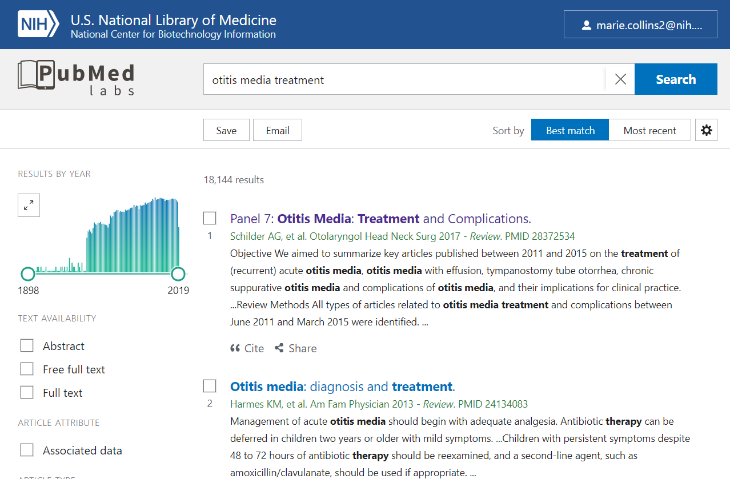 NIH
U.S. National Library of Medicine
National Center for Biotechnology Information
marie.collins2@nih....
PubMed
labs
otitis media treatment
Search
Save
Email
Sort by
Best match
Most recent
RESULTS BY YEAR
1898
2019
TEXT AVAILABILITY
Abstract
Free full text
Full text
ARTICLE ATTRIBUTE
Associated data
ARTICLE TYPE
18,144 results
1
Panel 7: Otitis Media: Treatment and Complications.
Schilder AG, et al. Otolaryngol Head Neck Surg 2017 - Review. PMID 28372534
Objective We aimed to summarize key articles published between 2011 and 2015 on the treatment of
(recurrent) acute otitis media, otitis media with effusion, tympanostomy tube otorrhea, chronic
suppurative otitis media and complications of otitis media, and their implications for clinical practice.
...Review Methods All types of articles related to otitis media treatment and complications between
June 2011 and March 2015 were identified. ...
Cite
Share
2
Otitis media: diagnosis and treatment.
Harmes KM, et al. Am Fam Physician 2013 - Review. PMID 24134083
Management of acute otitis media should begin with adequate analgesia. Antibiotic therapy can be
deferred in children two years or older with mild symptoms. ...Children with persistent symptoms despite
48 to 72 hours of antibiotic therapy should be reexamined, and a second-line agent, such as
amoxicillin/clavulanate, should be used if appropriate. ...